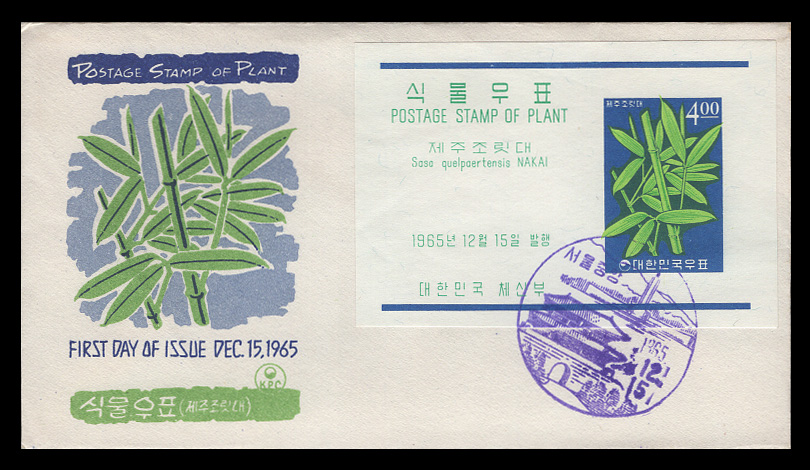 POSTAGE STAMP OF PLANT
FIRST DAY OF ISSUE DEC. 15, 1965
KPC
식물우표 (제주조릿대)
식물우표
POSTAGE STAMP OF PLANT
제주조릿대
Sasa quelpaertensis NAKAI
1965년 12월 15일 발행
대한민국 체신부
제주조릿대
4.00
대한민국우표
서울중앙
1965
12
15